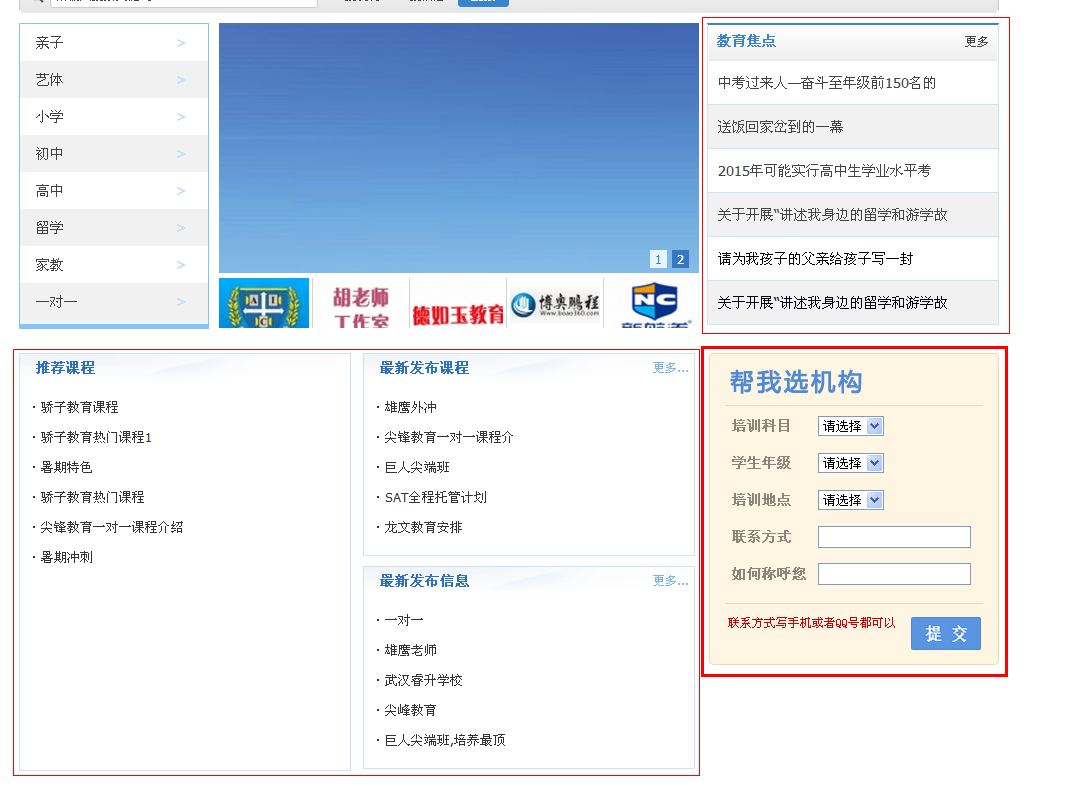 亲子 >
艺体 >
小学 >
初中 >
高中 >
留学 >
家教 >
一对一 >
1 2
胡老师
工作室
德如玉教育
博奥鹏程
www.boao360.com
NC
新航者
教育焦点 更多
中考过来人—奋斗至年级前150名的
送饭回家岔到的一幕
2015年可能实行高中生学业水平考
关于开展“讲述我身边的留学和游学故
请为我孩子的父亲给孩子写一封
关于开展“讲述我身边的留学和游学故
推荐课程
· 骄子教育课程
· 骄子教育热门课程1
· 暑期特色
· 骄子教育热门课程
· 尖锋教育一对一课程介绍
· 暑期冲刺
最新发布课程 更多...
· 雄鹰外冲
· 尖锋教育一对一课程介
· 巨人尖端班
· SAT全程托管计划
· 龙文教育安排
最新发布信息 更多...
· 一对一
· 雄鹰老师
· 武汉睿升学校
· 尖峰教育
· 巨人尖端班,培养最顶
帮我选机构
培训科目 请选择
学生年级 请选择
培训地点 请选择
联系方式
如何称呼您
联系方式写手机或者QQ号都可以
提 交